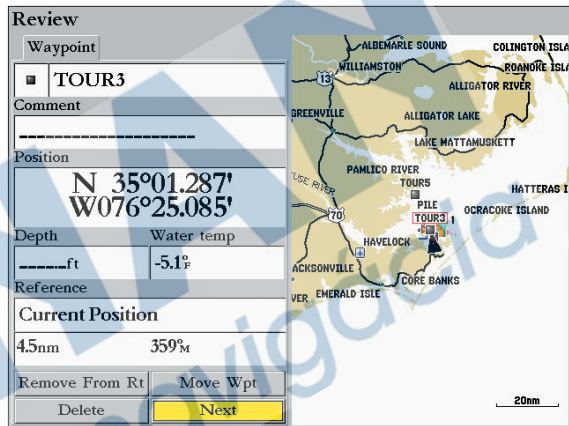 Review
Waypoint
TOUR3
Comment
--------------------
Position
N 35°01.287'
W076°25.085'
Depth
Water temp
-----ft
-5.1°F
Reference
Current Position
4.5nm
359°M
Remove From Rt
Move Wpt
Delete
Next
ALBEMARLE SOUND
COLINGTON ISLA
WILLIAMSTON
ROANOKE ISLA
13
ALLIGATOR RIVER
GREENVILLE
ALLIGATOR LAKE
LAKE MATTAMUSKETT
PAMLICO RIVER
USE RIVER
TOUR5
HATTERAS I
PILE
OCRACOKE ISLAND
70
TOUR3
1
HAVELOCK
ACKSONVILLE
CORE BANKS
VER
EMERALD ISLE
20nm
navigácia